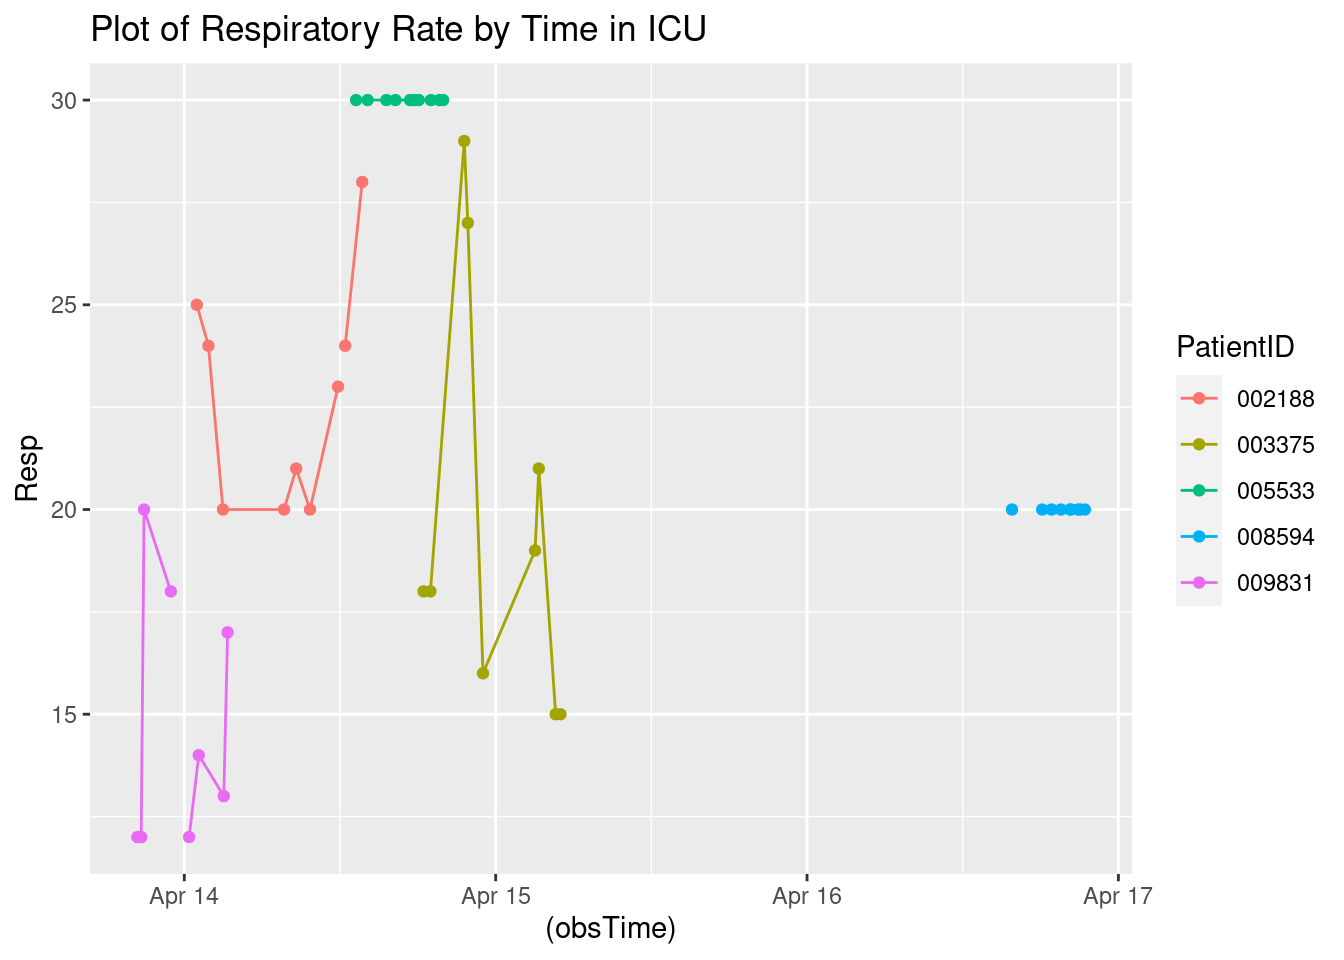 Plot of Respiratory Rate by Time in ICU
30
25
20
15
Resp
Apr 14
Apr 15
Apr 16
Apr 17
(obsTime)
PatientID
002188
003375
005533
008594
009831